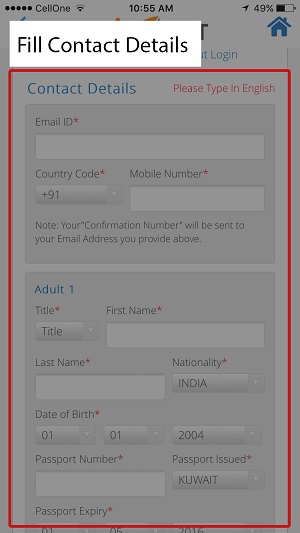 CellOne 10:55 AM 49%
Fill Contact Details
Login
Contact Details Please Type In English
Email ID*
Country Code* Mobile Number*
+91
Note: Your"Confirmation Number" will be sent
to your Email Address you provide above.
Adult 1
Title* First Name*
Title
Last Name* Nationality*
INDIA
Date of Birth*
01 01 2004
Passport Number* Passport Issued*
KUWAIT
Passport Expiry*
01 05 2016